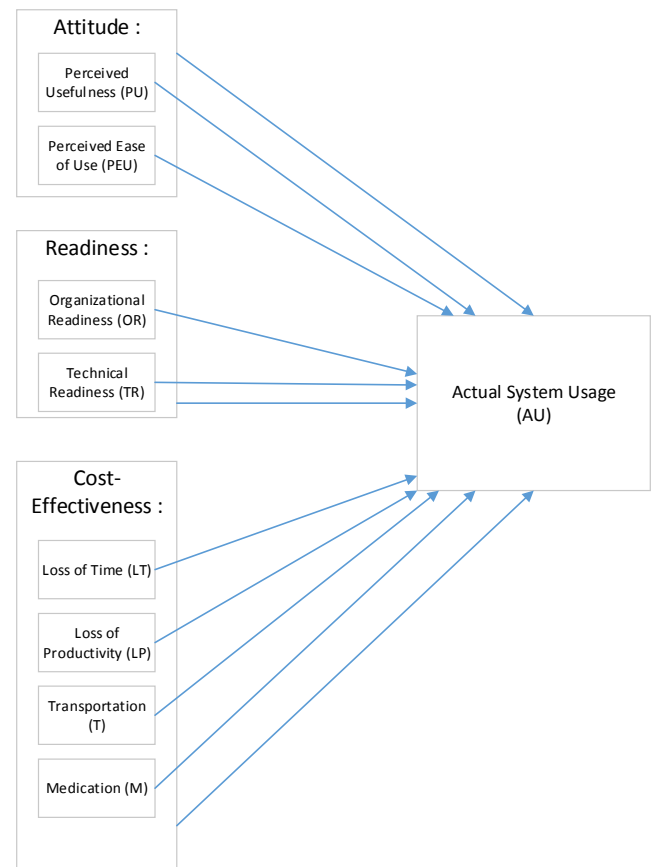 Attitude :
Perceived
Usefulness (PU)
Perceived Ease
of Use (PEU)
Readiness :
Organizational
Readiness (OR)
Technical
Readiness (TR)
Actual System Usage
(AU)
Cost-
Effectiveness :
Loss of Time (LT)
Loss of
Productivity (LP)
Transportation
(T)
Medication (M)